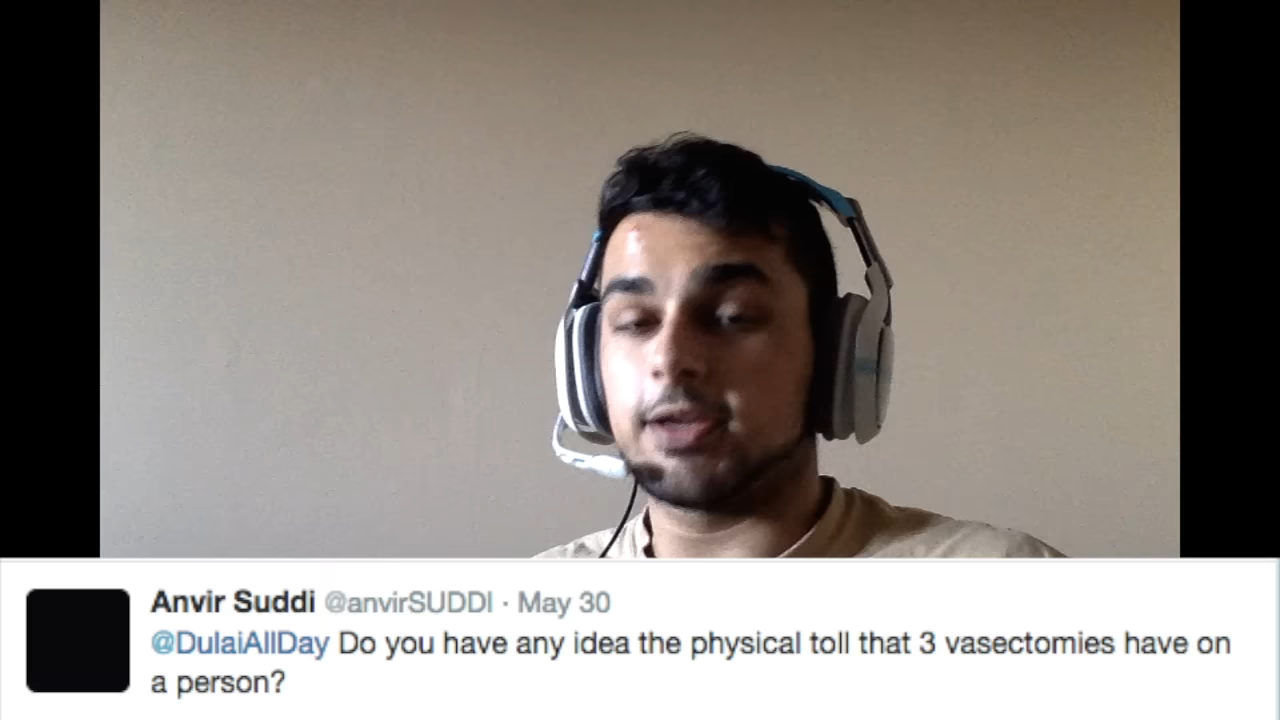 Anvir Suddi @anvirSUDDI · May 30
@DulaiAllDay Do you have any idea the physical toll that 3 vasectomies have on
a person?